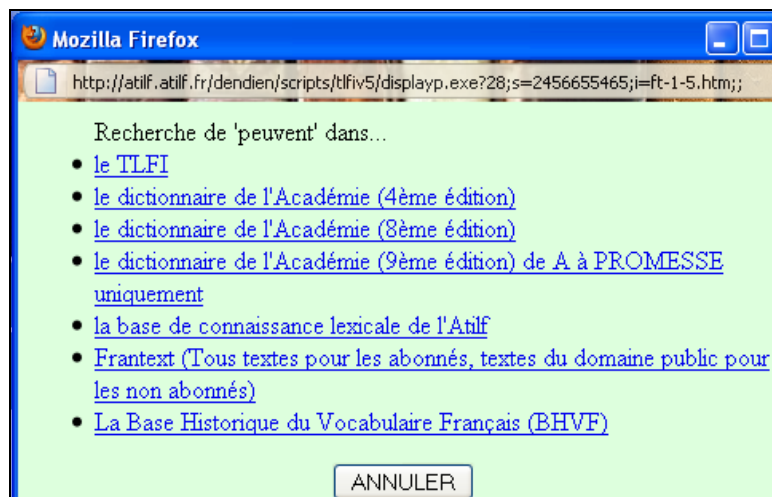 Mozilla Firefox
http://atilf.atilf.fr/dendien/scripts/tlfiv5/displayp.exe?28;s=2456655465;i=ft-1-5.htm;;
Recherche de 'peuvent' dans...
• le TLFI
• le dictionnaire de l'Académie (4ème édition)
• le dictionnaire de l'Académie (8ème édition)
• le dictionnaire de l'Académie (9ème édition) de A à PROMESSE
uniquement
• la base de connaissance lexicale de l'Atilf
• Frantext (Tous textes pour les abonnés, textes du domaine public pour
les non abonnés)
• La Base Historique du Vocabulaire Français (BHVF)
ANNULER